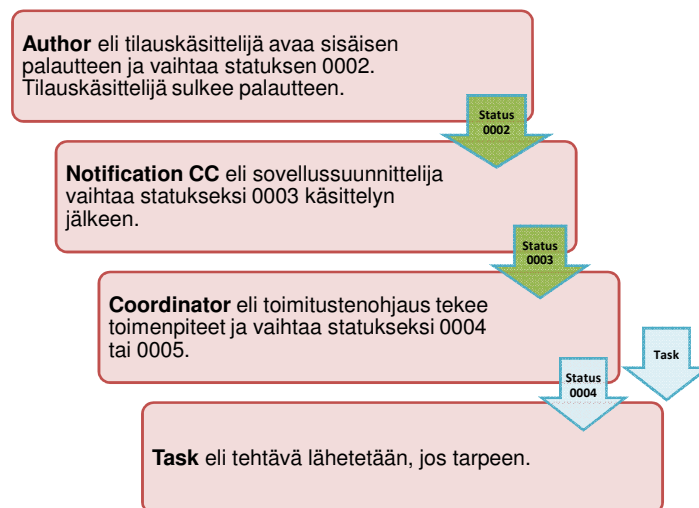 Author eli tilauskäsittelijä avaa sisäisen
palautteen ja vaihtaa statuksen 0002.
Tilauskäsittelijä sulkee palautteen.
Status
0002
Notification CC eli sovellussuunnittelija
vaihtaa statukseksi 0003 käsittelyn
jälkeen.
Status
0003
Coordinator eli toimitustenohjaus tekee
toimenpiteet ja vaihtaa statukseksi 0004
tai 0005.
Task
Status
0004
Task eli tehtävä lähetetään, jos tarpeen.